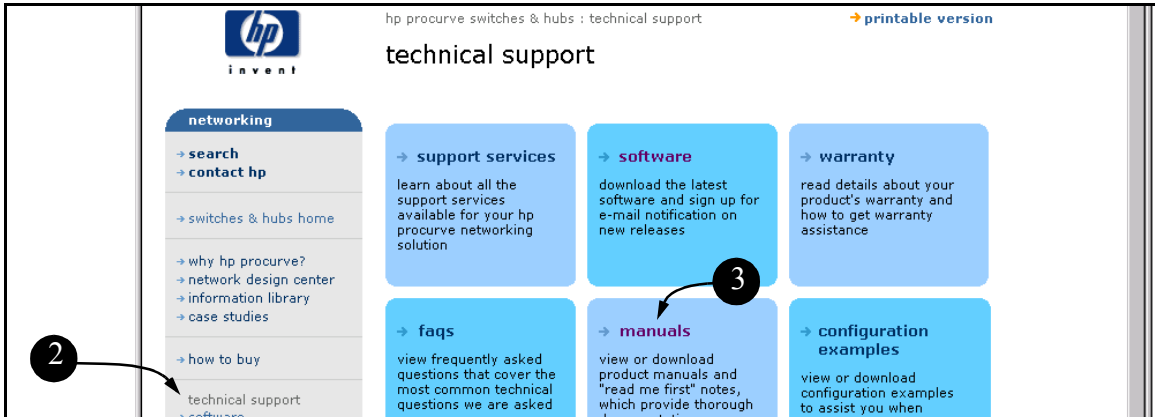 hp procurve switches & hubs : technical support
→ printable version
hp
invent
technical support
networking
→ search
→ contact hp
→ switches & hubs home
→ why hp procurve?
→ network design center
→ information library
→ case studies
→ how to buy
technical support
→ software
→ support services
learn about all the
support services
available for your hp
procurve networking
solution
→ software
download the latest
software and sign up for
e-mail notification on
new releases
→ warranty
read details about your
product's warranty and
how to get warranty
assistance
→ faqs
view frequently asked
questions that cover the
most common technical
questions we are asked
→ manuals
view or download
product manuals and
"read me first" notes,
which provide thorough
→ configuration
examples
view or download
configuration examples
to assist you when
2
3